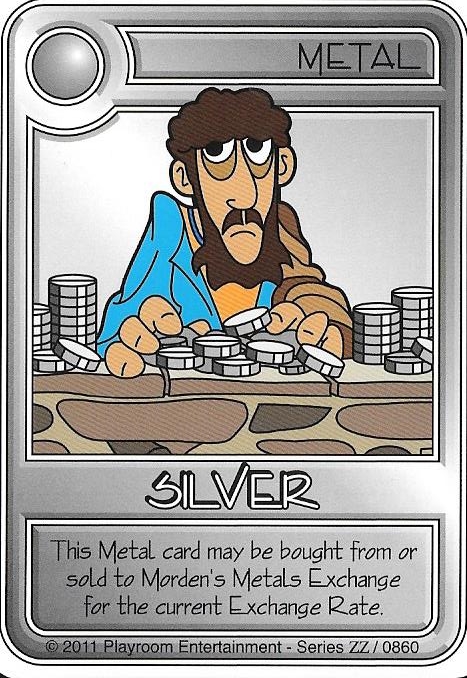 METAL
SILVER
This Metal card may be bought from or
sold to Morden's Metals Exchange
for the current Exchange Rate.
© 2011 Playroom Entertainment - Series ZZ / 0860